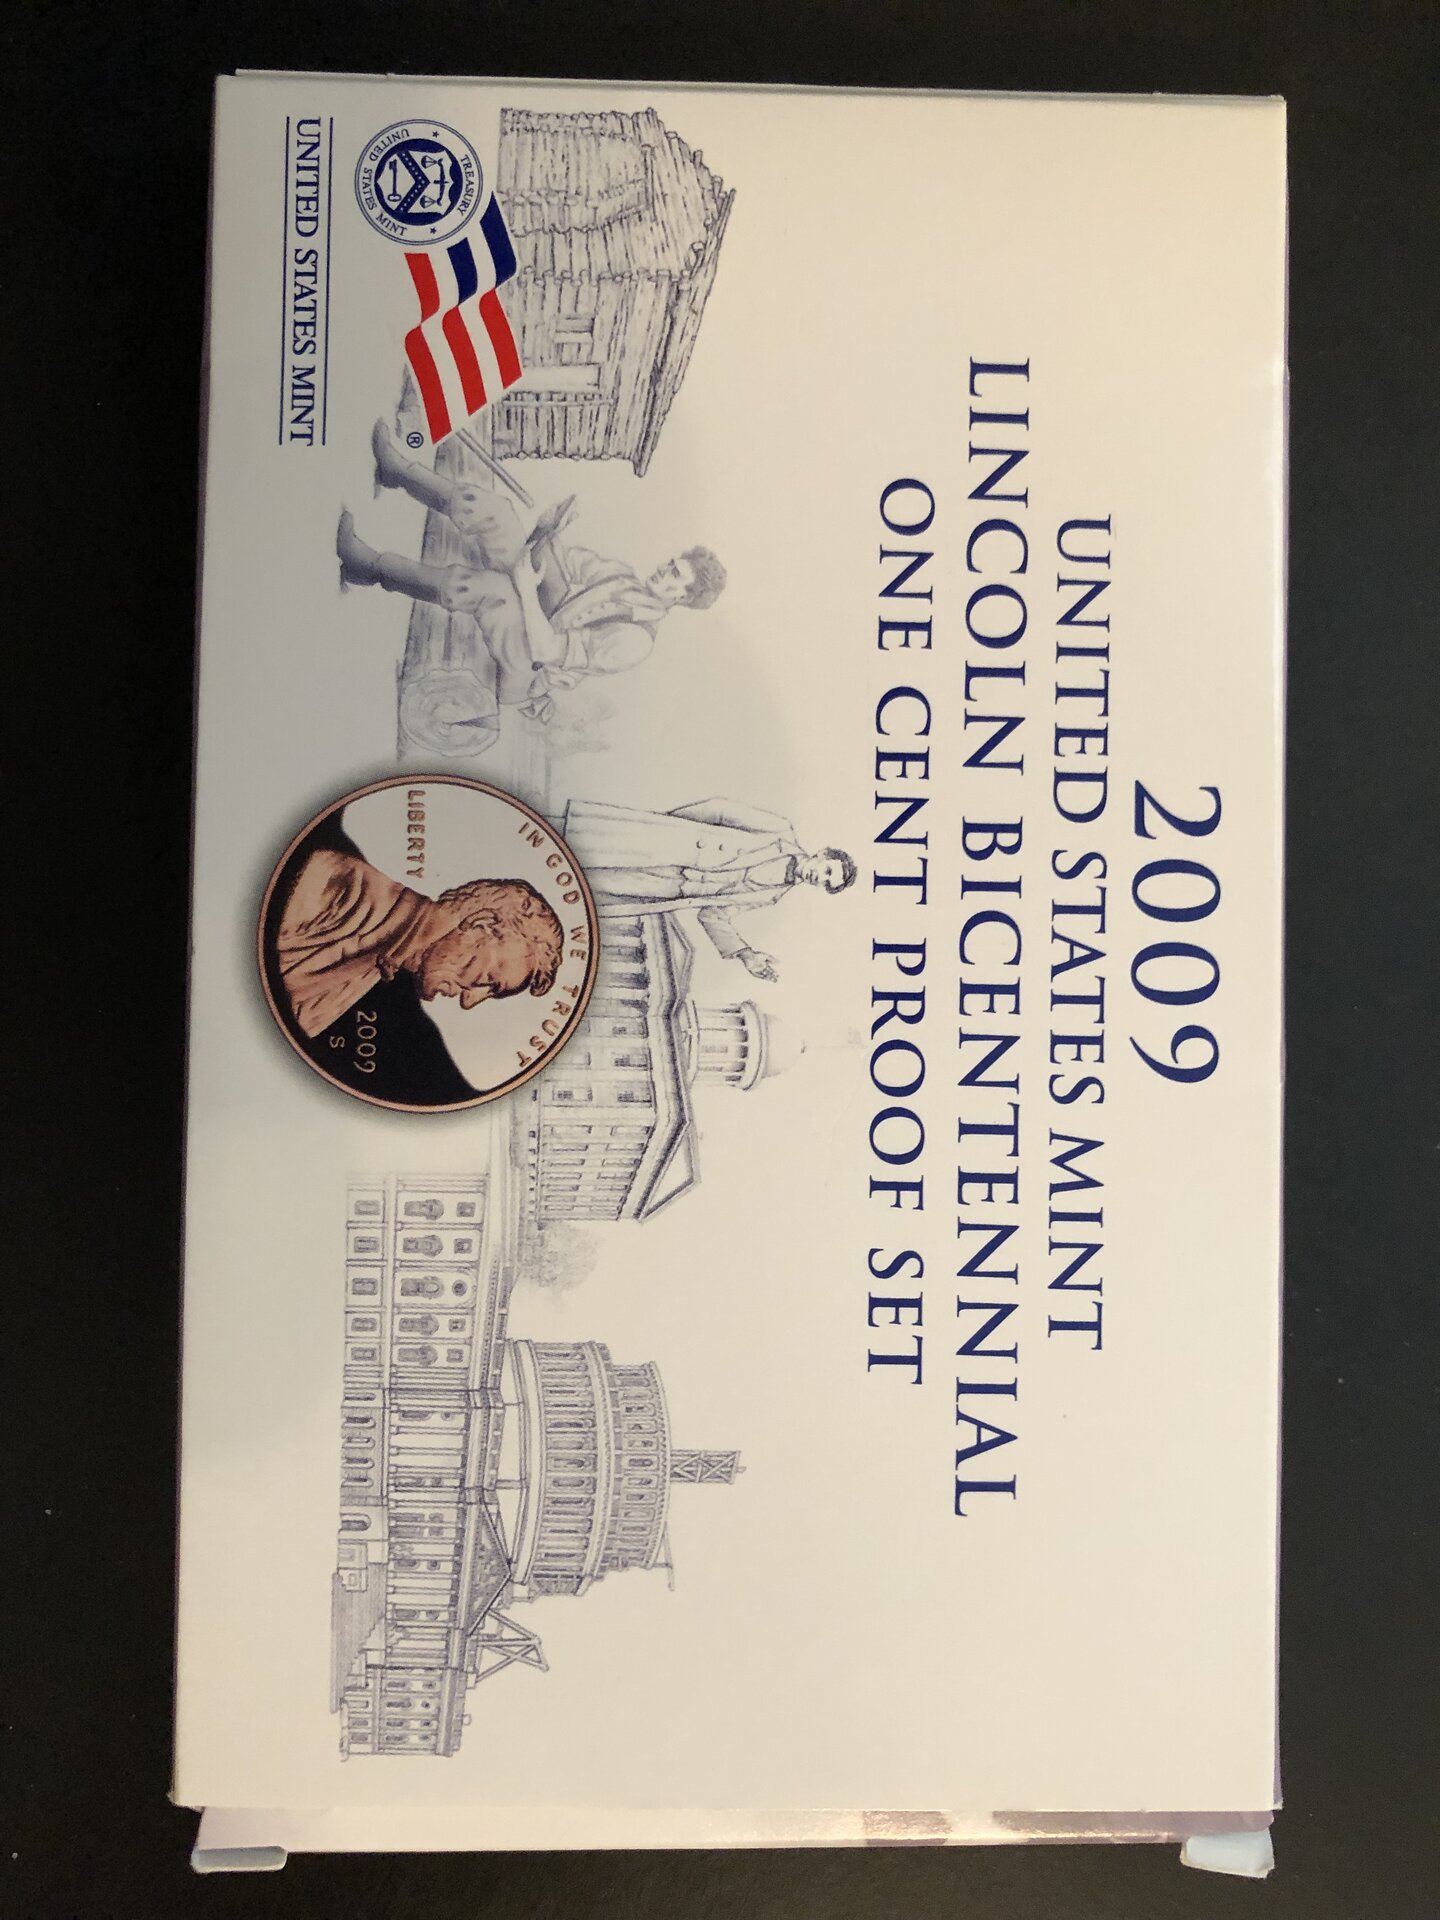 2009
UNITED STATES MINT
LINCOLN BICENTENNIAL
ONE CENT PROOF SET
TREASURY
UNITED STATES MINT
®
UNITED STATES MINT
IN GOD WE TRUST
LIBERTY
2009
S